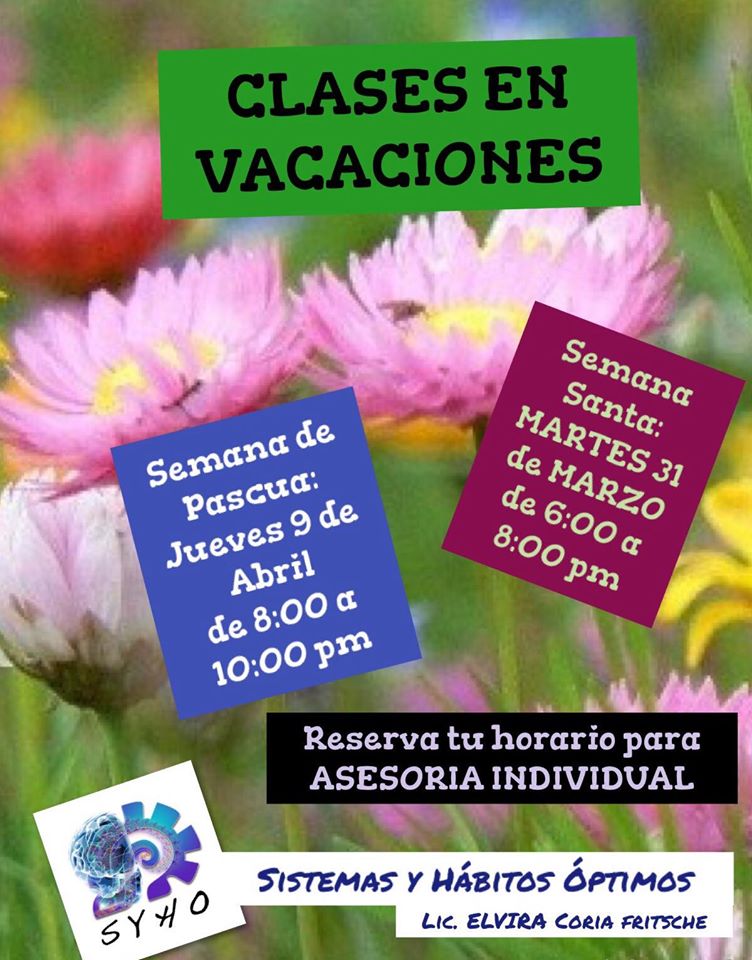 CLASES EN
VACACIONES
Semana
Santa:
MARTES 31
de MARZO
de 6:00 a
8:00 pm
Semana de
Pascua:
Jueves 9 de
Abril
de 8:00 a
10:00 pm
Reserva tu horario para
ASESORIA INDIVIDUAL
SYHO
SISTEMAS Y HÁBITOS ÓPTIMOS
LIC. ELVIRA CORIA FRITSCHE